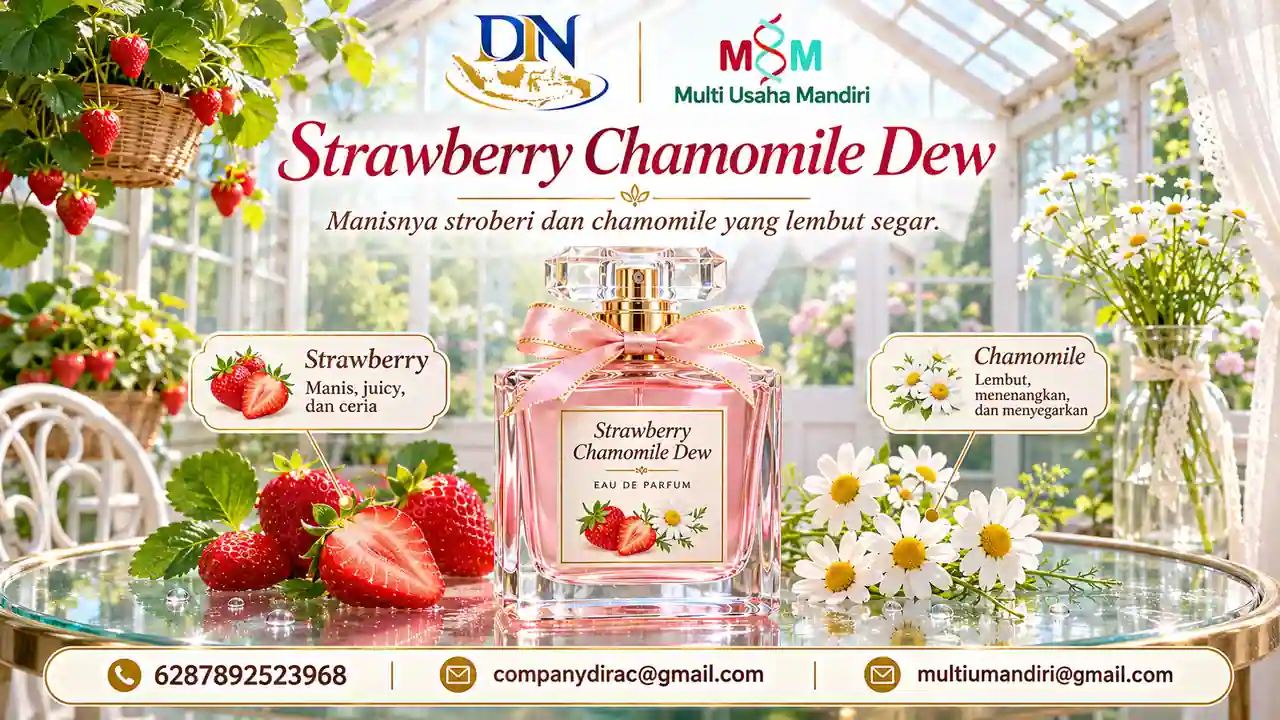 DIN
M M
Multi Usaha Mandiri
Strawberry Chamomile Dew
Manisnya stroberi dan chamomile yang lembut segar.
Strawberry
Manis, juicy,
dan ceria
Chamomile
Lembut,
menenangkan,
dan menyegarkan
Strawberry
Chamomile Dew
EAU DE PARFUM
6287892523968
companydirac@gmail.com
multiumandiri@gmail.com